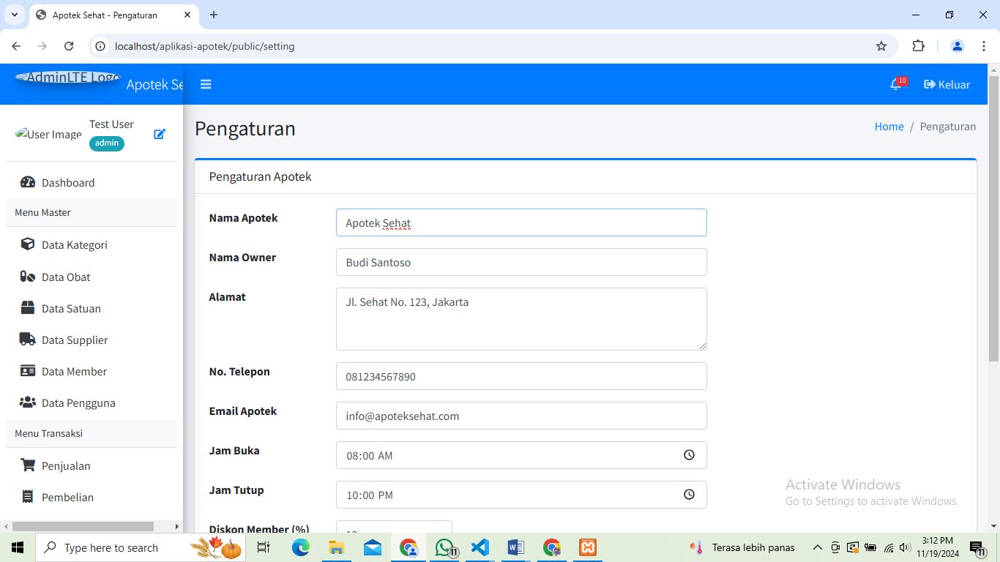 Apotek Sehat - Pengaturan
localhost/aplikasi-apotek/public/setting
AdminLTE Logo
Apotek Se
10
Keluar
User Image
Test User
admin
Pengaturan
Home / Pengaturan
Dashboard
Menu Master
Data Kategori
Data Obat
Data Satuan
Data Supplier
Data Member
Data Pengguna
Menu Transaksi
Penjualan
Pembelian
Pengaturan Apotek
Nama Apotek
Apotek Sehat
Nama Owner
Budi Santoso
Alamat
Jl. Sehat No. 123, Jakarta
No. Telepon
081234567890
Email Apotek
info@apoteksehat.com
Jam Buka
08:00 AM
Jam Tutup
10:00 PM
Diskon Member (%)
Activate Windows
Go to Settings to activate Windows.
Type here to search
11
Terasa lebih panas
3:12 PM
11/19/2024
11